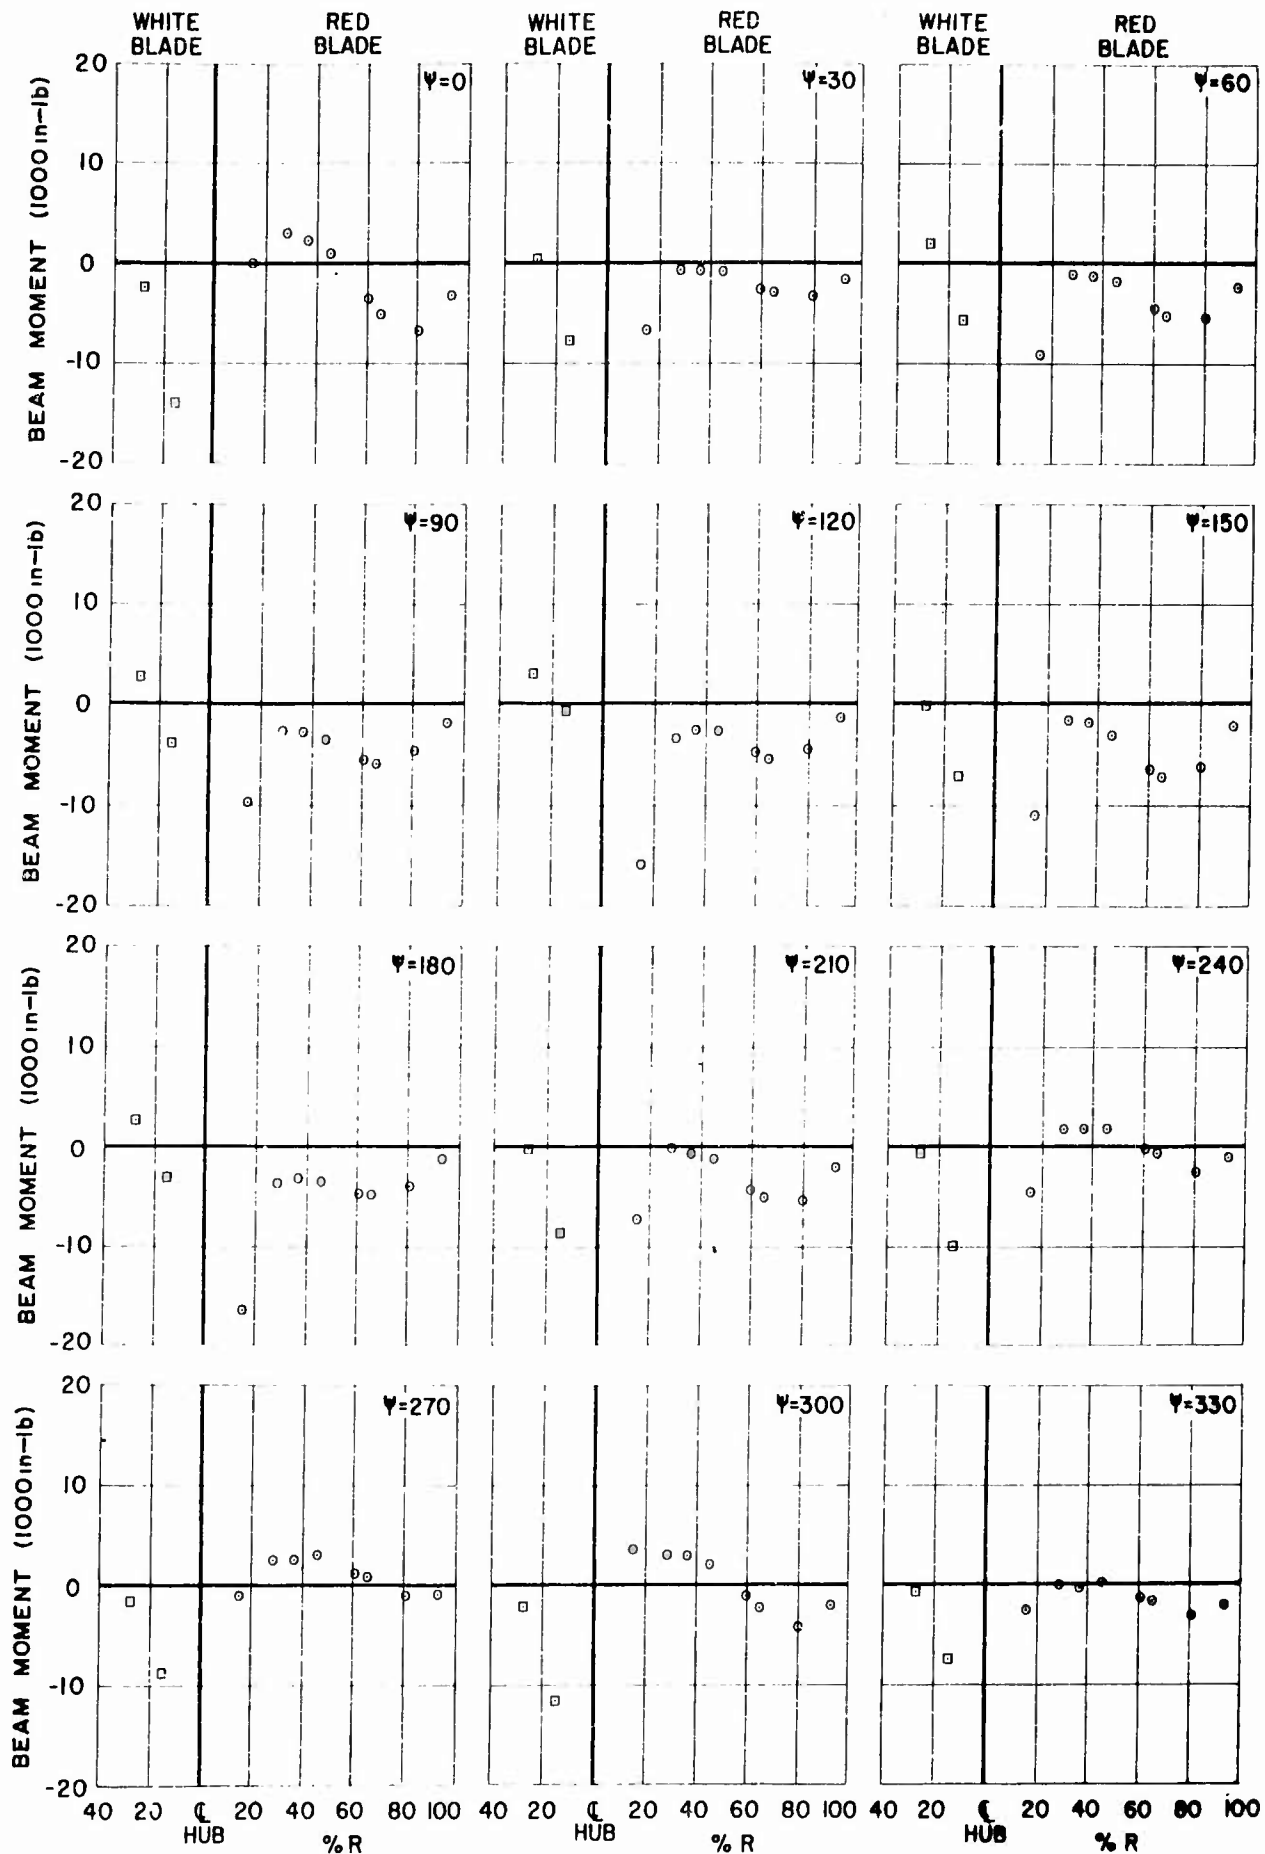 WHITE BLADE RED BLADE WHITE BLADE RED BLADE WHITE BLADE RED BLADE
BEAM MOMENT (1000 in-lb)
20
10
0
-10
-20
Ψ=0
Ψ=30
Ψ=60
BEAM MOMENT (1000 in-lb)
20
10
0
-10
-20
Ψ=90
Ψ=120
Ψ=150
BEAM MOMENT (1000 in-lb)
20
10
0
-10
-20
Ψ=180
Ψ=210
Ψ=240
BEAM MOMENT (1000 in-lb)
20
10
0
-10
-20
Ψ=270
Ψ=300
Ψ=330
40 20 ℄ 20 40 60 80 100 40 20 ℄ 20 40 60 80 100 40 20 ℄ 20 40 60 80 100
HUB % R HUB % R HUB % R